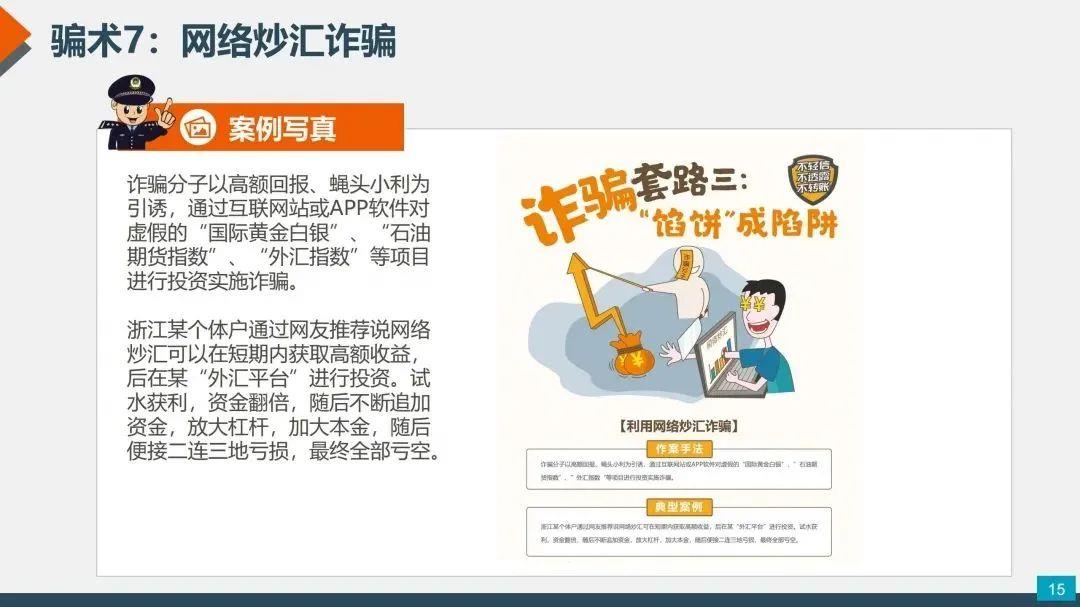 骗术7：网络炒汇诈骗
案例写真
诈骗分子以高额回报、蝇头小利为
引诱，通过互联网站或APP软件对
虚假的“国际黄金白银”、“石油
期货指数”、“外汇指数”等项目
进行投资实施诈骗。
浙江某个体户通过网友推荐说网络
炒汇可以在短期内获取高额收益，
后在某“外汇平台”进行投资。试
水获利，资金翻倍，随后不断追加
资金，放大杠杆，加大本金，随后
便接二连三地亏损，最终全部亏空。
诈骗套路三：
“馅饼”成陷阱
不轻信
不透露
不转账
诈骗分子
网络炒汇
【利用网络炒汇诈骗】
作案手法
诈骗分子以高额回报、蝇头小利为引诱，通过互联网站或APP软件对虚假的“国际黄金白银”、“石油期
货指数”、“外汇指数”等项目进行投资实施诈骗。
典型案例
浙江某个体户通过网友推荐说网络炒汇可在短期内获取高额收益，后在某“外汇平台”进行投资。试水获
利，资金翻倍，随后不断追加资金，放大杠杆，加大本金，随后便接二连三地亏损，最终全部亏空。
15